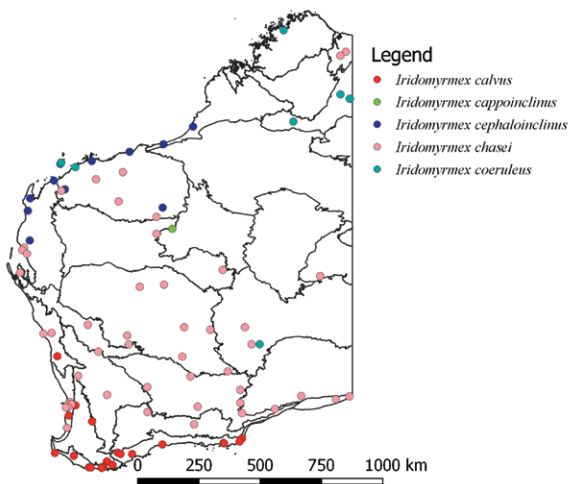 Legend
Iridomyrmex calvus
Iridomyrmex cappoinclinus
Iridomyrmex cephaloinclinus
Iridomyrmex chasei
Iridomyrmex coeruleus
0 250 500 750 1000 km